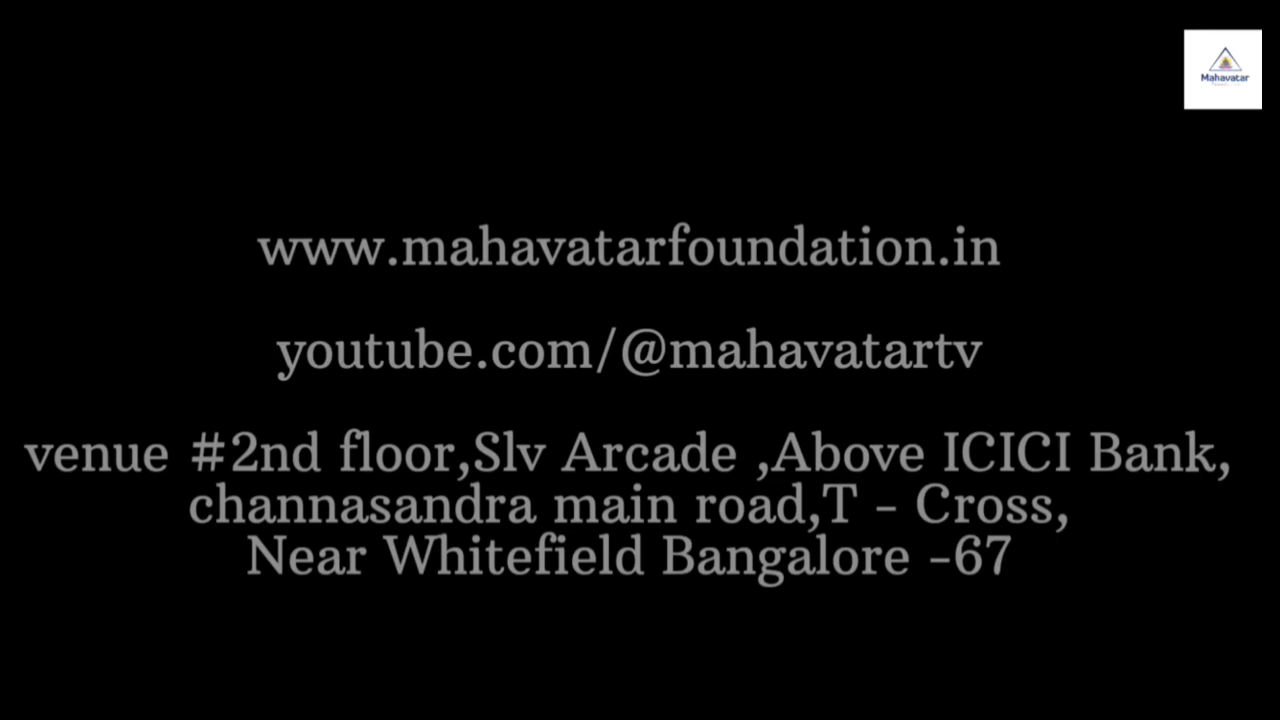 Mahavatar
www.mahavatarfoundation.in
youtube.com/@mahavatartv
venue #2nd floor,Slv Arcade ,Above ICICI Bank,
channasandra main road,T - Cross,
Near Whitefield Bangalore -67